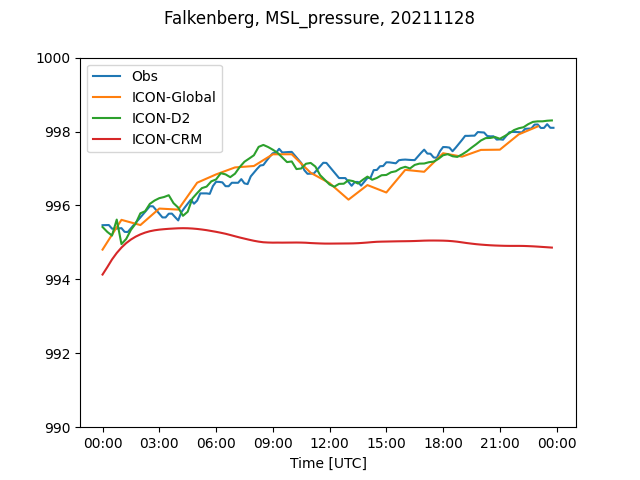 Falkenberg, MSL_pressure, 20211128
1000
998
996
994
992
990
Obs
ICON-Global
ICON-D2
ICON-CRM
00:00 03:00 06:00 09:00 12:00 15:00 18:00 21:00 00:00
Time [UTC]